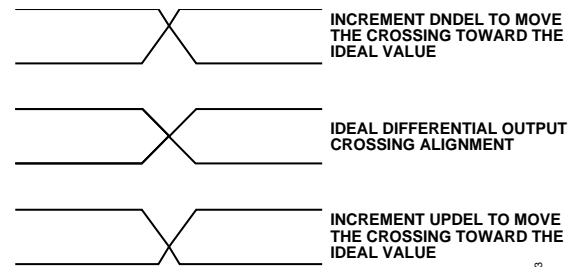 INCREMENT DNDEL TO MOVE
THE CROSSING TOWARD THE
IDEAL VALUE
IDEAL DIFFERENTIAL OUTPUT
CROSSING ALIGNMENT
INCREMENT UPDEL TO MOVE
THE CROSSING TOWARD THE
IDEAL VALUE
3